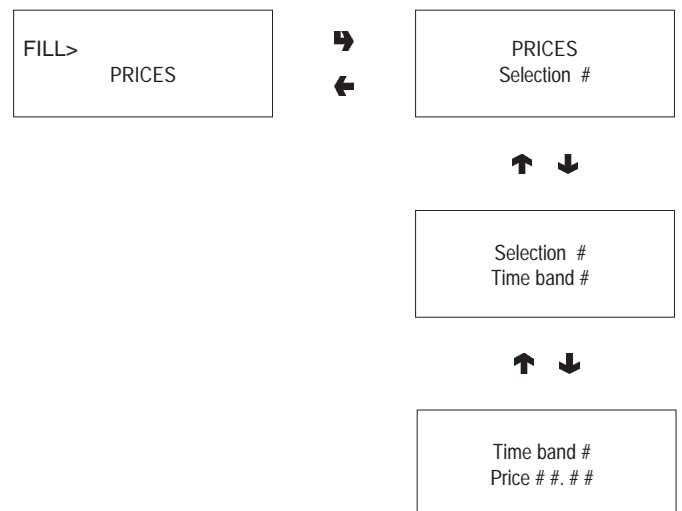 FILL>
PRICES
PRICES
Selection #
Selection #
Time band #
Time band #
Price # #. # #